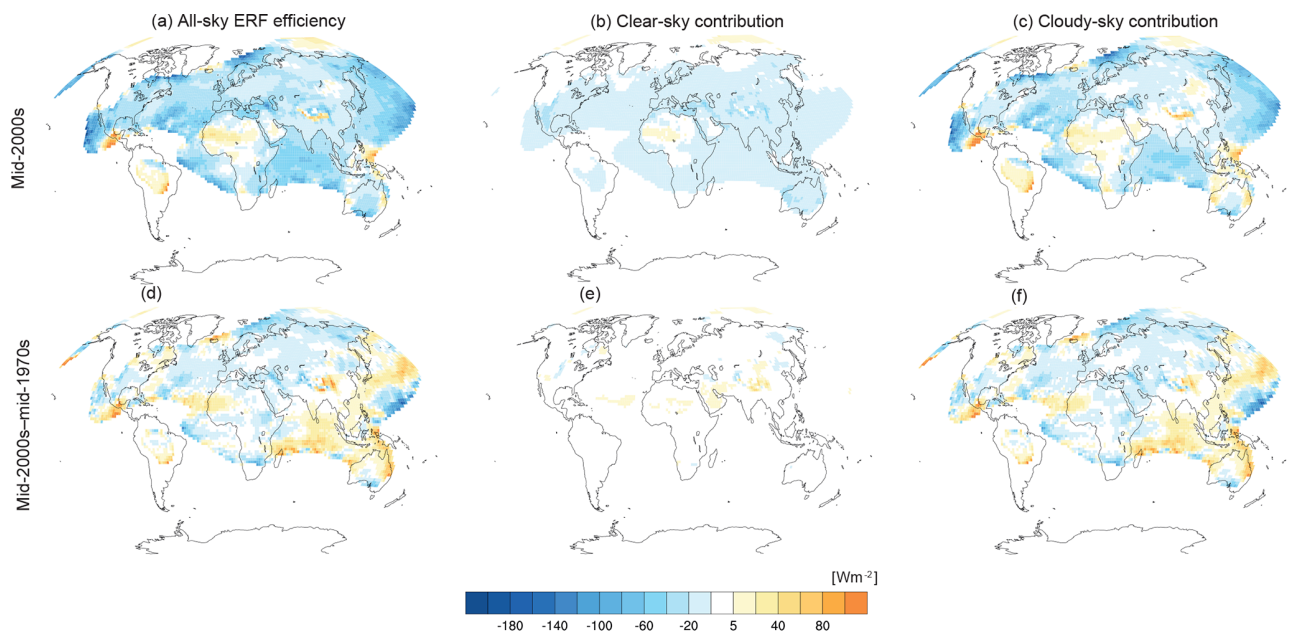 (a) All-sky ERF efficiency
(b) Clear-sky contribution
(c) Cloudy-sky contribution
Mid-2000s
(d)
(e)
(f)
Mid-2000s–mid-1970s
[Wm⁻²]
-180 -140 -100 -60 -20 5 40 80